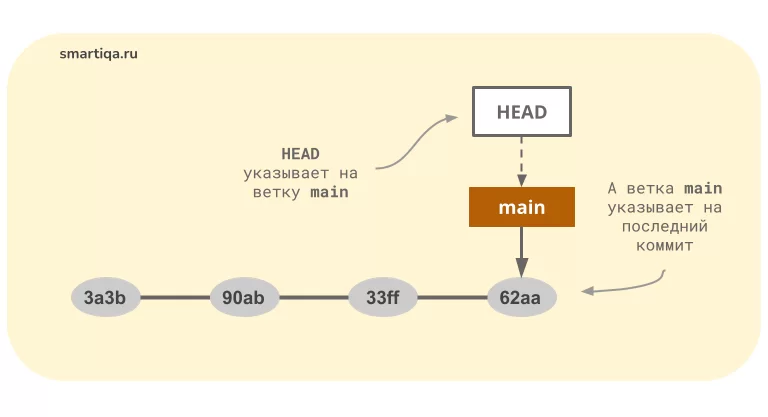 smartiqa.ru
HEAD
HEAD
указывает на
ветку main
main
А ветка main
указывает на
последний
коммит
3a3b
90ab
33ff
62aa